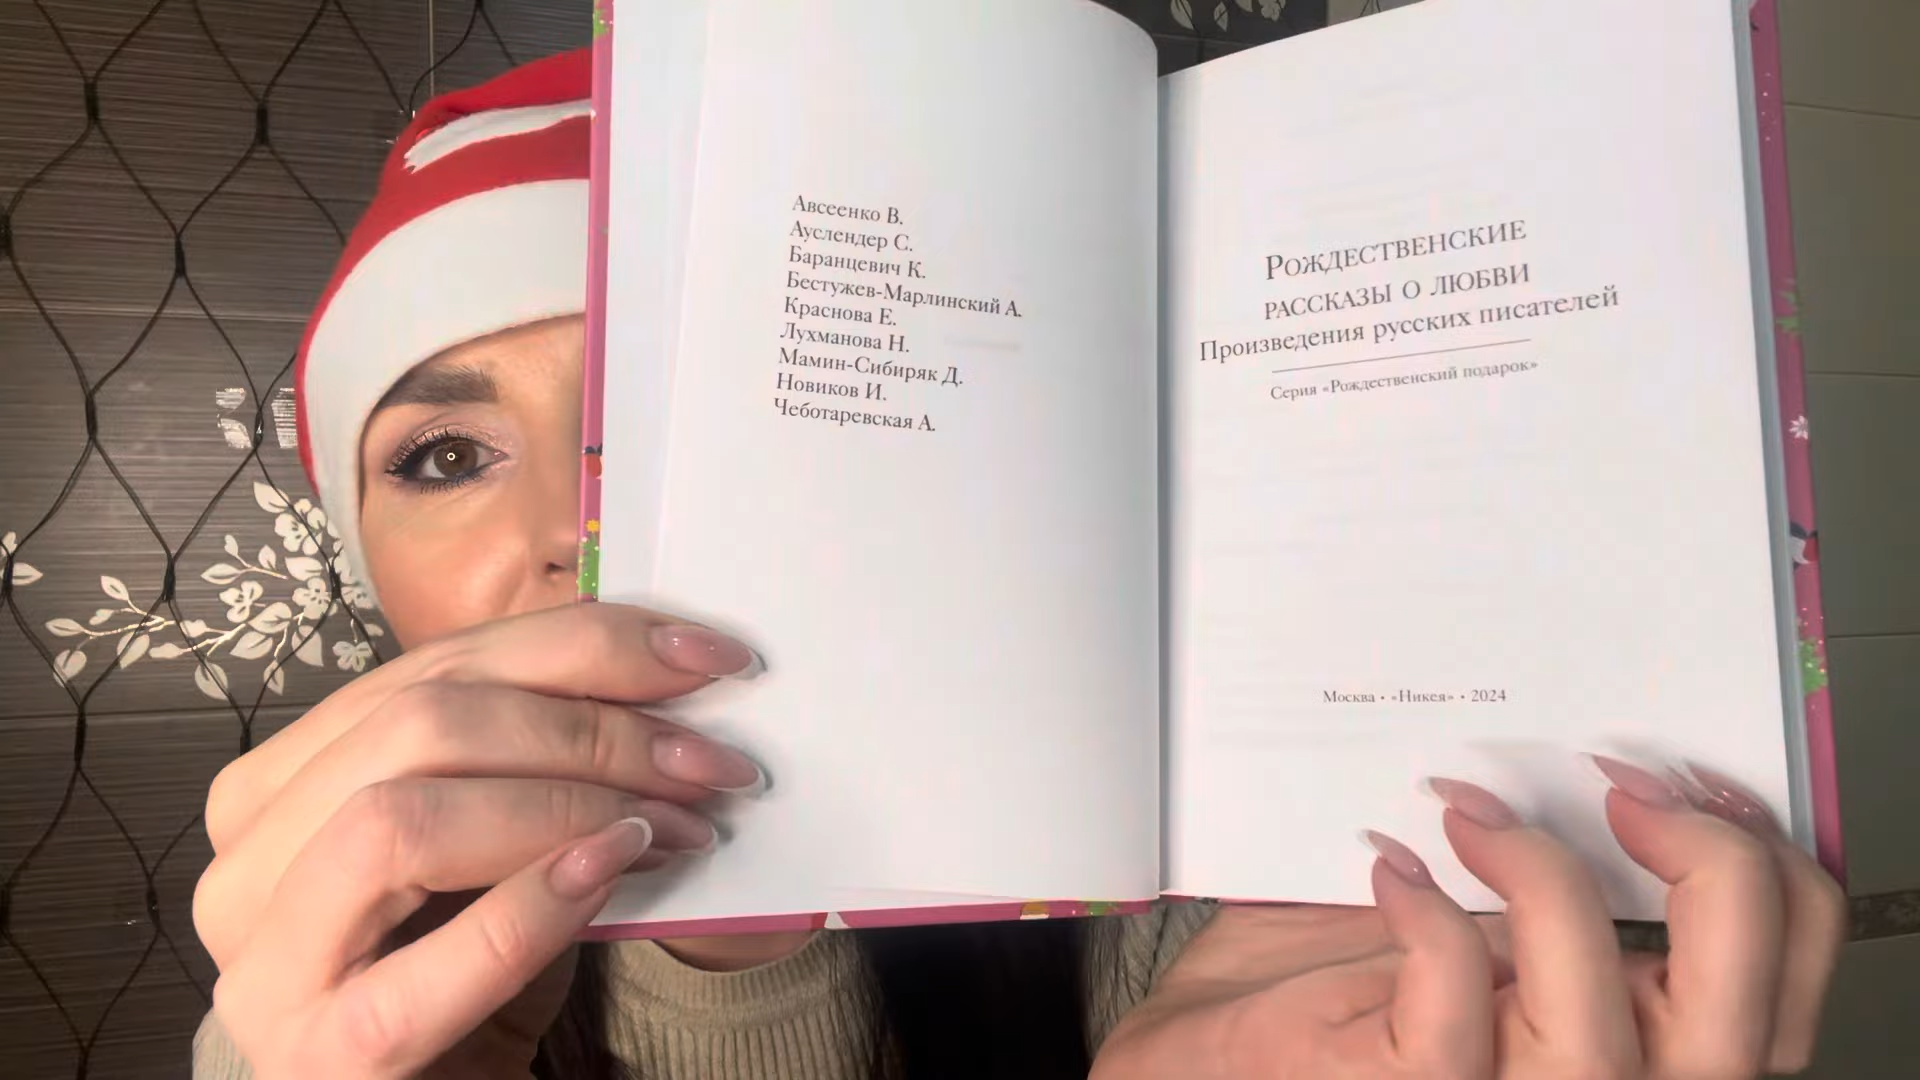 Авсеенко В.
Ауслендер С.
Баранцевич К.
Бестужев-Марлинский А.
Краснова Е.
Лухманова Н.
Мамин-Сибиряк Д.
Новиков И.
Чеботаревская А.
РОЖДЕСТВЕНСКИЕ
РАССКАЗЫ О ЛЮБВИ
Произведения русских писателей
Серия «Рождественский подарок»
Москва • «Никея» • 2024